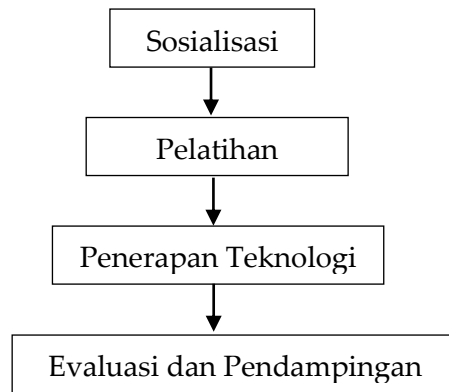 Sosialisasi
Pelatihan
Penerapan Teknologi
Evaluasi dan Pendampingan